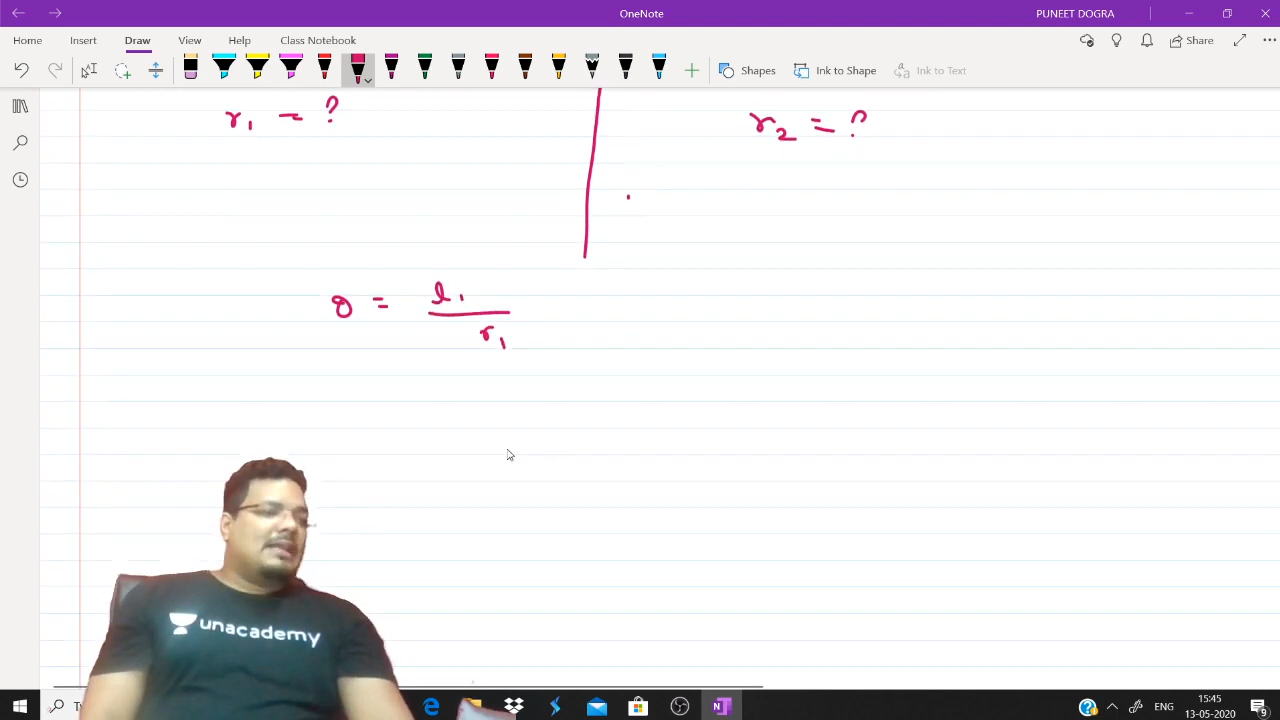 OneNote
PUNEET DOGRA
Home Insert Draw View Help Class Notebook
Share
Shapes Ink to Shape Ink to Text
r₁ = ?
r₂ = ?
θ = l₁
r₁
unacademy
ENG
15:45
13-05-2020
9